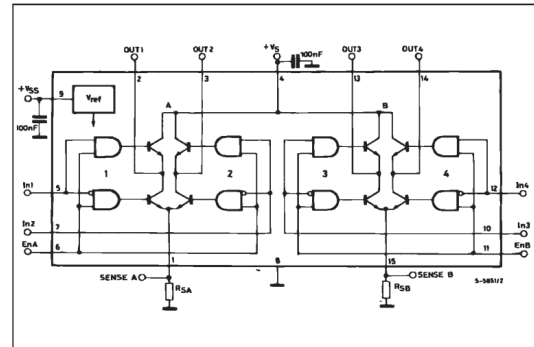 OUT1
OUT2
+VS
100nF
OUT3
OUT4
2
3
4
13
14
+VSS
9
Vref
100nF
A
B
1
2
3
4
In1
5
12
In4
In2
7
10
In3
EnA
6
11
EnB
1
8
15
SENSE A
SENSE B
S-5851/2
RSA
RSB